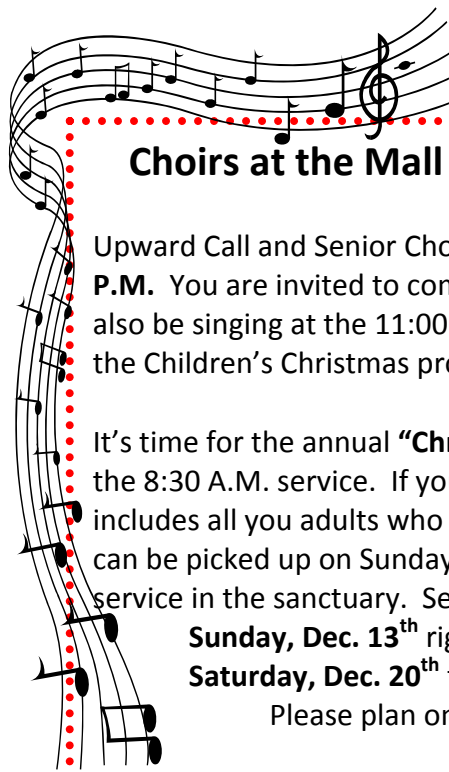 Choirs at the Mall
Upward Call and Senior Cho
P.M. You are invited to con
also be singing at the 11:00
the Children’s Christmas pro
It’s time for the annual “Chr
the 8:30 A.M. service. If you
includes all you adults who
can be picked up on Sunday
service in the sanctuary. Se
Sunday, Dec. 13th rig
Saturday, Dec. 20th
Please plan on